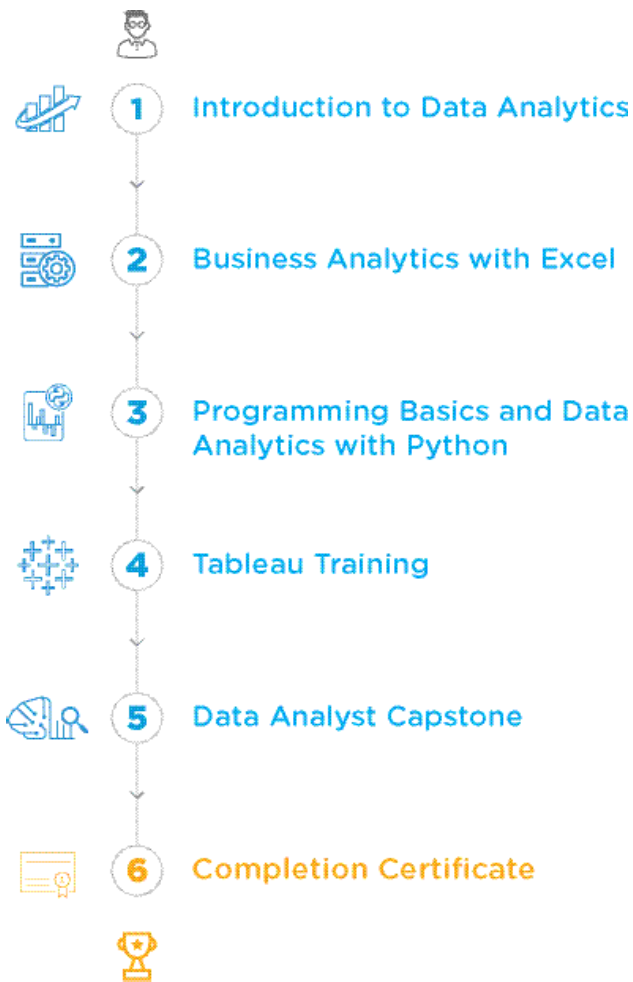 1 Introduction to Data Analytics
2 Business Analytics with Excel
3 Programming Basics and Data
Analytics with Python
4 Tableau Training
5 Data Analyst Capstone
6 Completion Certificate